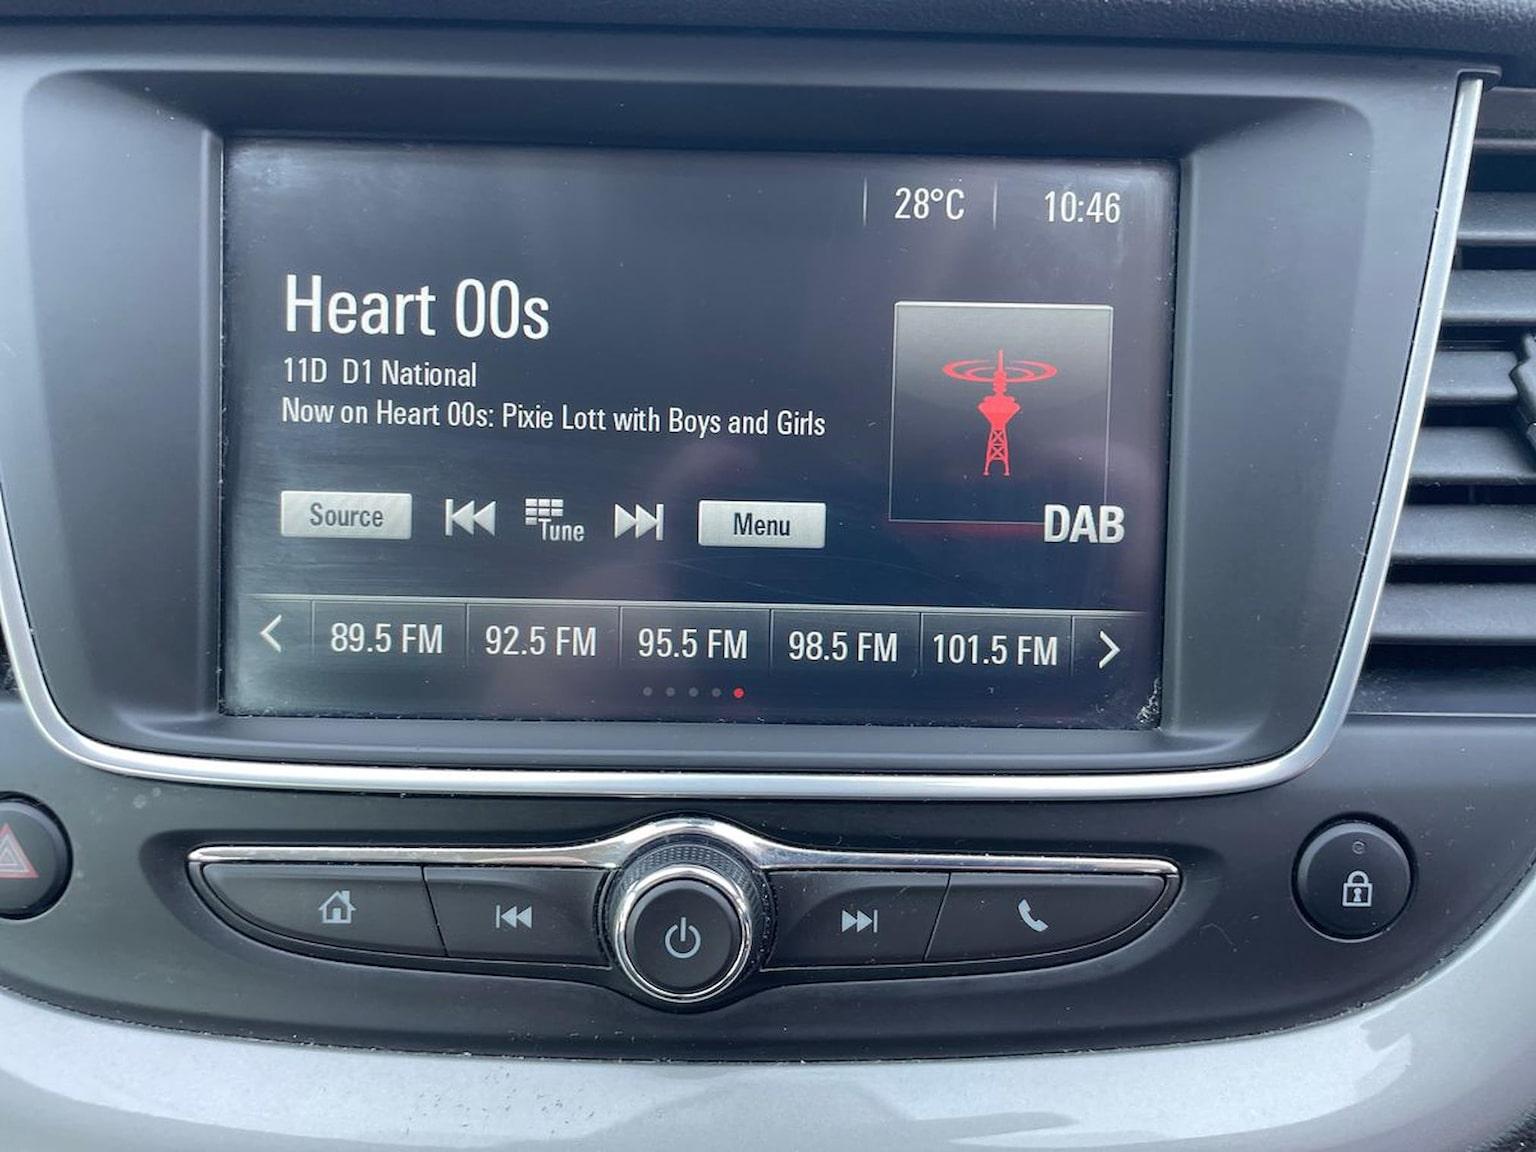 28°C 10:46
Heart 00s
11D D1 National
Now on Heart 00s: Pixie Lott with Boys and Girls
Source Tune Menu
DAB
89.5 FM 92.5 FM 95.5 FM 98.5 FM 101.5 FM